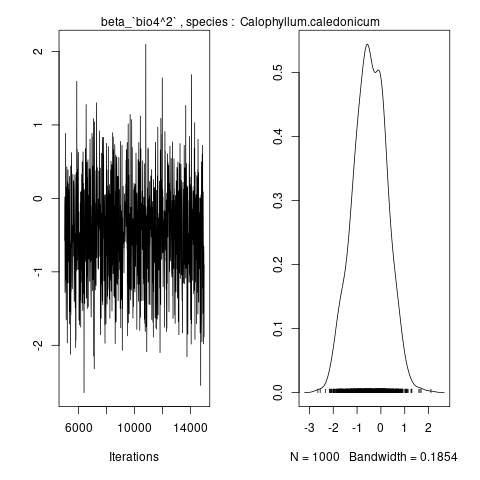 beta_`bio4^2` , species : Calophyllum.caledonicum
2
1
0
-1
-2
6000 10000 14000
Iterations
0.5
0.4
0.3
0.2
0.1
0.0
-3 -2 -1 0 1 2
N = 1000 Bandwidth = 0.1854